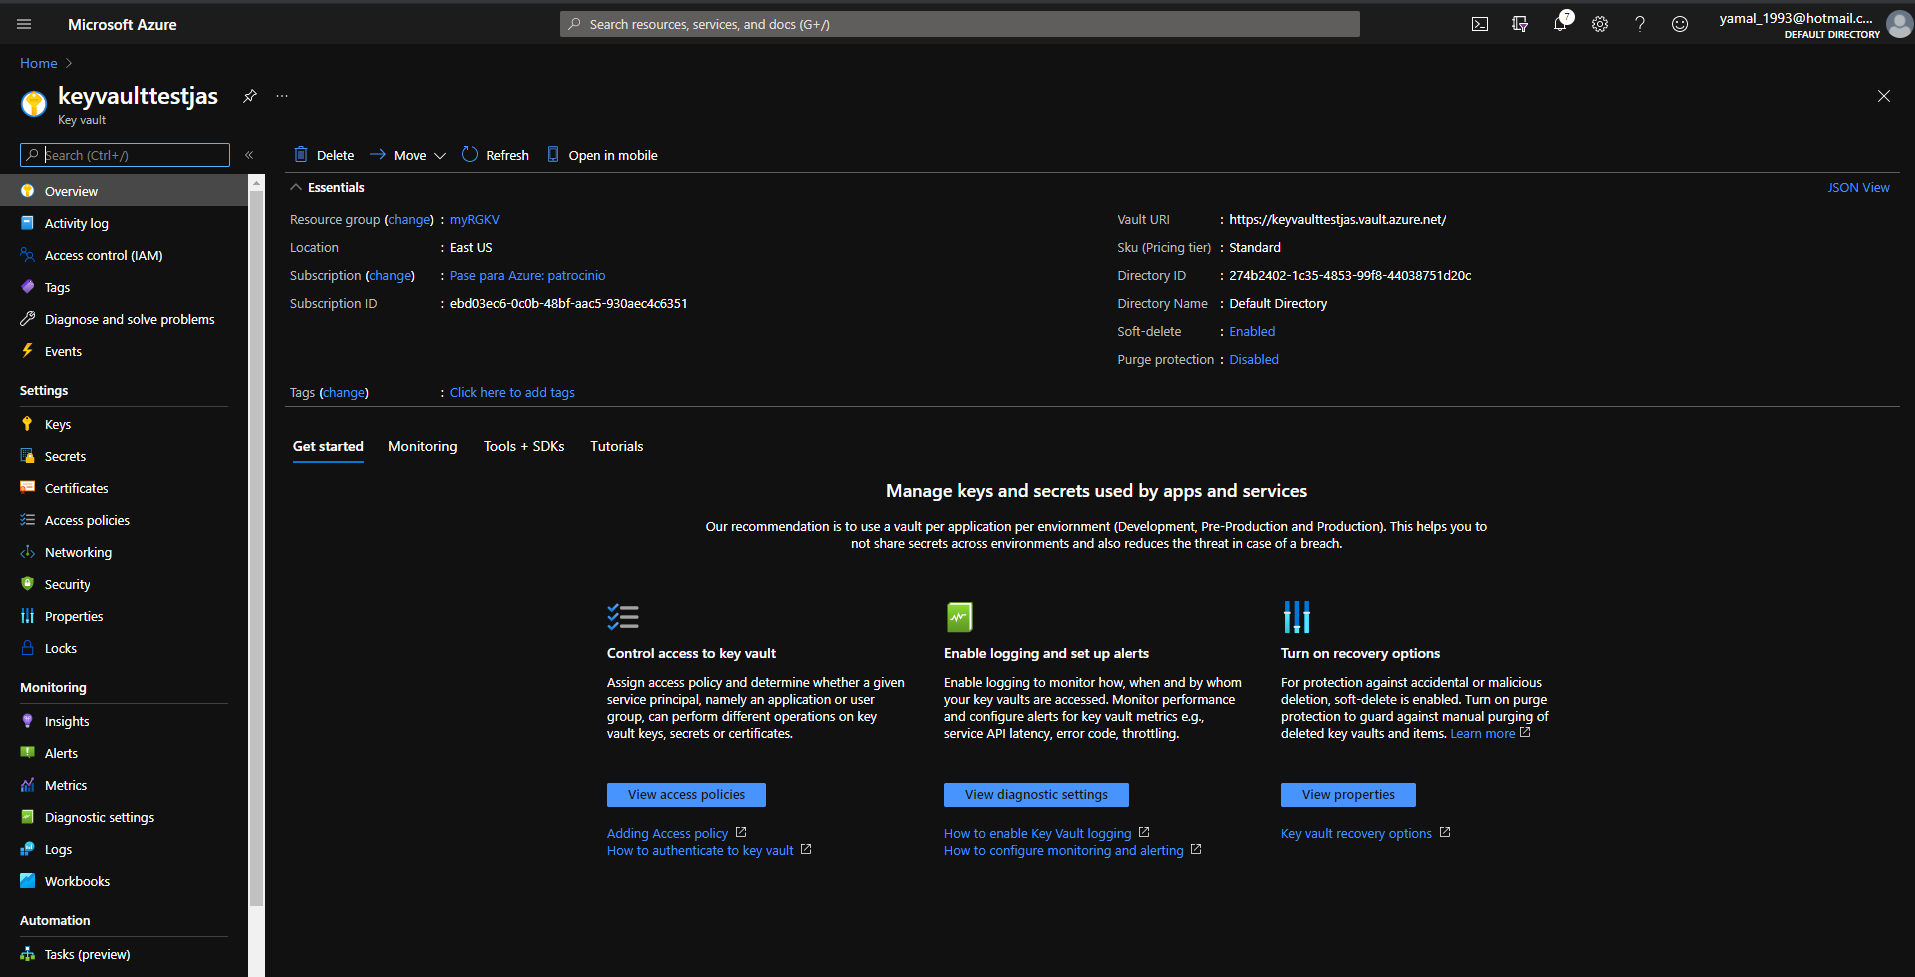 Microsoft Azure
Search resources, services, and docs (G+/)
7
yamal_1993@hotmail.c...
DEFAULT DIRECTORY
Home
keyvaulttestjas
...
Key vault
Search (Ctrl+/)
«
Delete
Move
Refresh
Open in mobile
Overview
Activity log
Access control (IAM)
Tags
Diagnose and solve problems
Events
Settings
Keys
Secrets
Certificates
Access policies
Networking
Security
Properties
Locks
Monitoring
Insights
Alerts
Metrics
Diagnostic settings
Logs
Workbooks
Automation
Tasks (preview)
Essentials
JSON View
Resource group (change) : myRGKV
Location : East US
Subscription (change) : Pase para Azure: patrocinio
Subscription ID : ebd03ec6-0c0b-48bf-aac5-930aec4c6351
Vault URI : https://keyvaulttestjas.vault.azure.net/
Sku (Pricing tier) : Standard
Directory ID : 274b2402-1c35-4853-99f8-44038751d20c
Directory Name : Default Directory
Soft-delete : Enabled
Purge protection : Disabled
Tags (change) : Click here to add tags
Get started
Monitoring
Tools + SDKs
Tutorials
Manage keys and secrets used by apps and services
Our recommendation is to use a vault per application per enviornment (Development, Pre-Production and Production). This helps you to
not share secrets across environments and also reduces the threat in case of a breach.
Control access to key vault
Assign access policy and determine whether a given
service principal, namely an application or user
group, can perform different operations on key
vault keys, secrets or certificates.
View access policies
Adding Access policy
How to authenticate to key vault
Enable logging and set up alerts
Enable logging to monitor how, when and by whom
your key vaults are accessed. Monitor performance
and configure alerts for key vault metrics e.g.,
service API latency, error code, throttling.
View diagnostic settings
How to enable Key Vault logging
How to configure monitoring and alerting
Turn on recovery options
For protection against accidental or malicious
deletion, soft-delete is enabled. Turn on purge
protection to guard against manual purging of
deleted key vaults and items. Learn more
View properties
Key vault recovery options